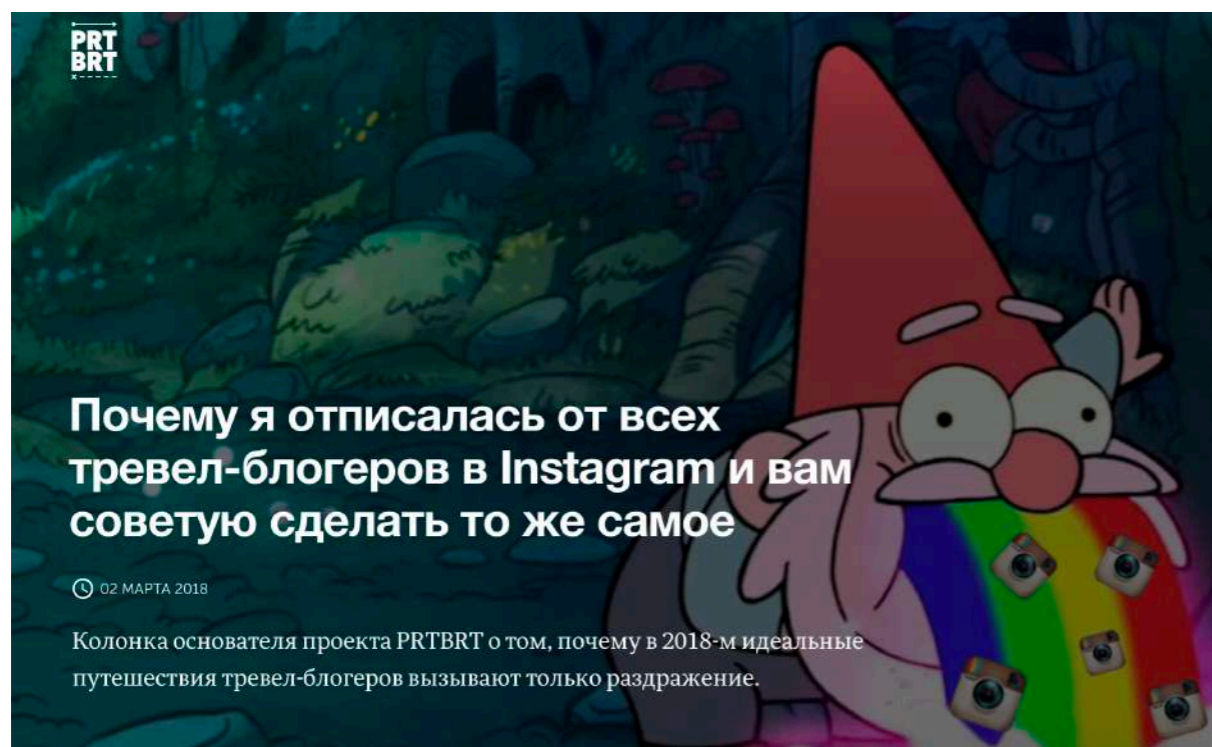 PRT
BRT
Почему я отписалась от всех
тревел-блогеров в Instagram и вам
советую сделать то же самое
02 МАРТА 2018
Колонка основателя проекта PRTBRT о том, почему в 2018-м идеальные
путешествия тревел-блогеров вызывают только раздражение.